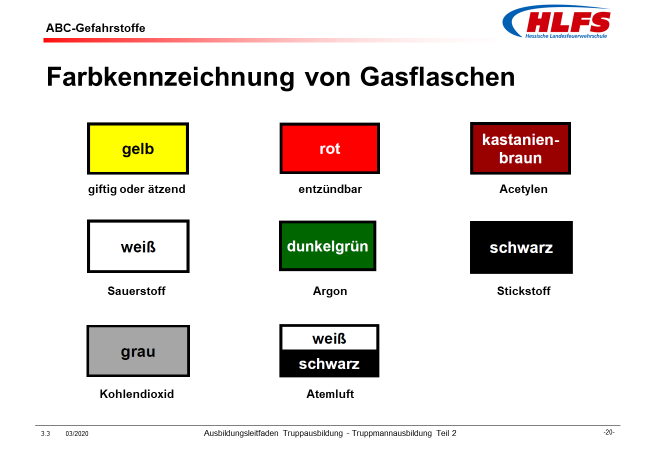 ABC-Gefahrstoffe
HLFS
Hessische Landesfeuerwehrschule
Farbkennzeichnung von Gasflaschen
gelb
rot
kastanien-
braun
giftig oder ätzend
entzündbar
Acetylen
weiß
dunkelgrün
schwarz
Sauerstoff
Argon
Stickstoff
grau
weiß
schwarz
Kohlendioxid
Atemluft
3.3
03/2020
Ausbildungsleitfaden Truppausbildung - Truppmannausbildung Teil 2
-20-